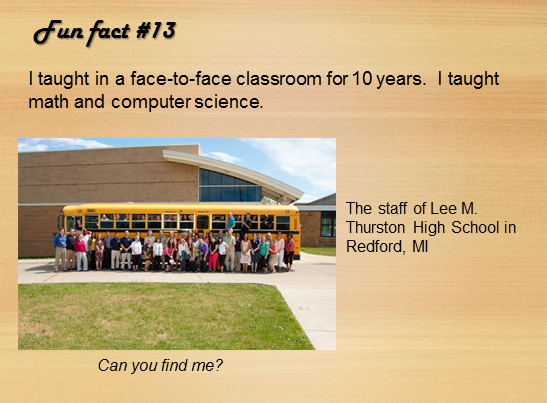 Fun fact #13
I taught in a face-to-face classroom for 10 years.  I taught
math and computer science.
The staff of Lee M.
Thurston High School in
Redford, MI
Can you find me?